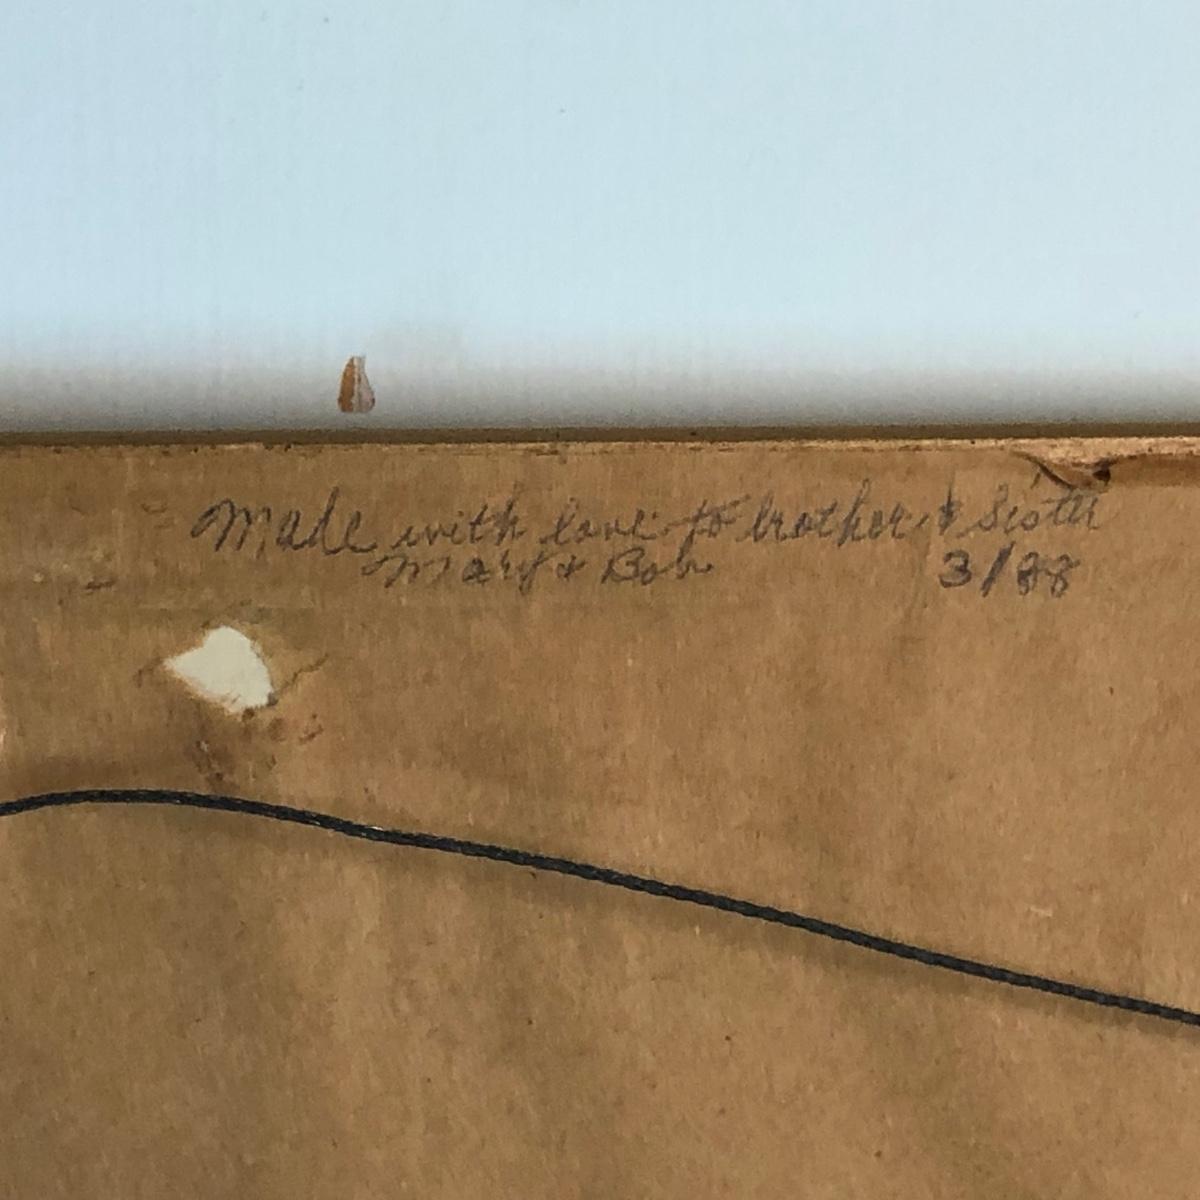 Made with love to brother & Sister
Mary & Bob 3/88